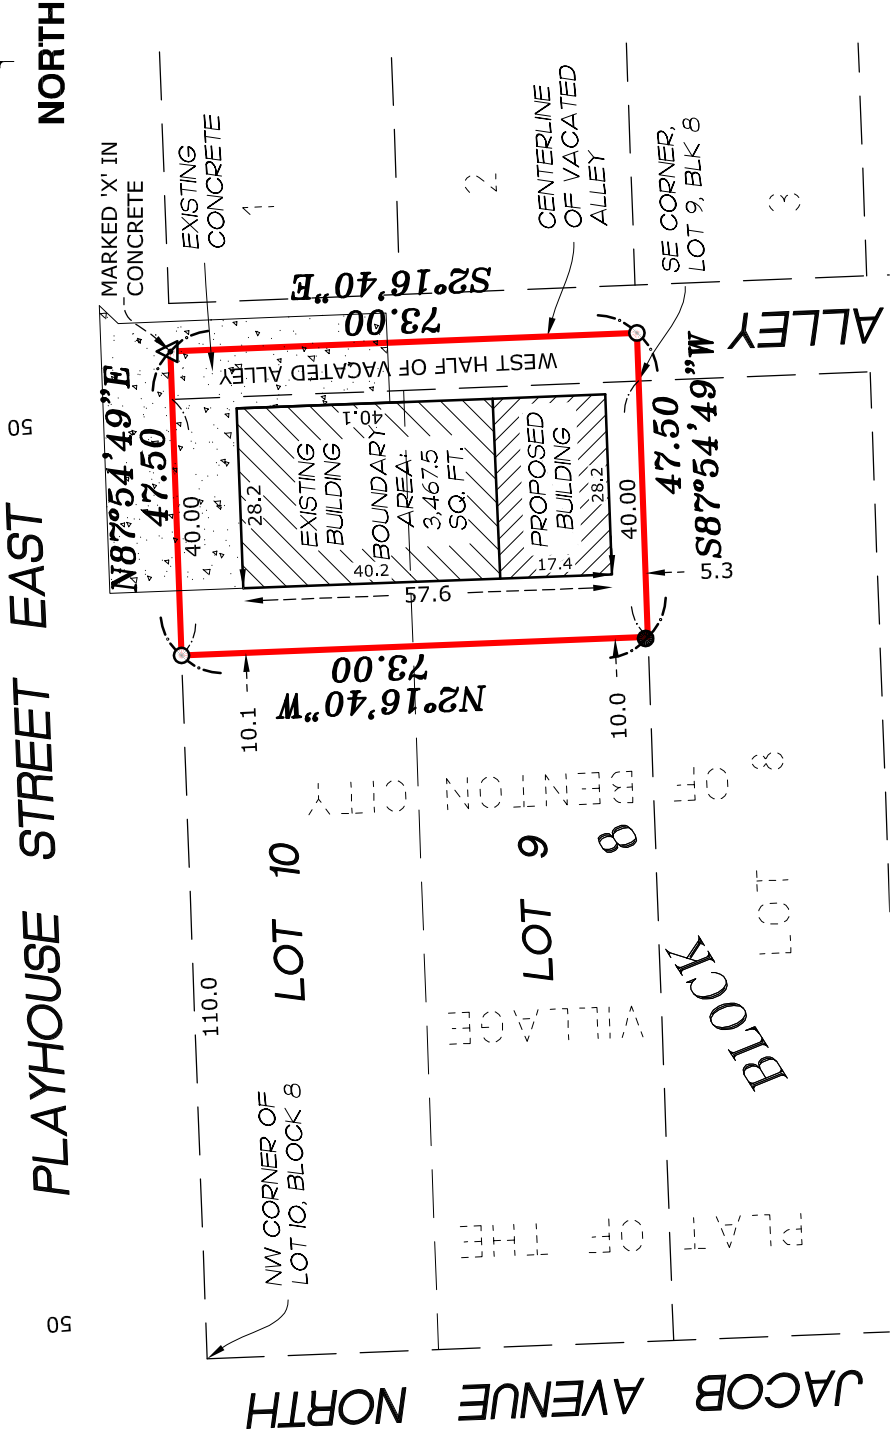 NORTH
MARKED 'X' IN
CONCRETE
EXISTING
CONCRETE
1
2
3
CENTERLINE
OF VACATED
ALLEY
SE CORNER,
LOT 9, BLK 8
ALLEY
S2°16'40"E
73.00
WEST HALF OF VACATED ALLEY
N87°54'49"E
47.50
40.00
50
PLAYHOUSE STREET EAST
50
28.2
40.1
EXISTING
BUILDING
BOUNDARY
AREA:
3,467.5
SQ. FT.
40.2
PROPOSED
BUILDING
28.2
17.4
57.6
40.00
47.50
S87°54'49"W
5.3
73.00
N2°16'40"W
10.1
10.0
LOT 10
LOT 9
BLOCK 8
LOT 8
PLAT OF THE VILLAGE OF BENTON CITY
110.0
NW CORNER OF
LOT 10, BLOCK 8
JACOB AVENUE NORTH